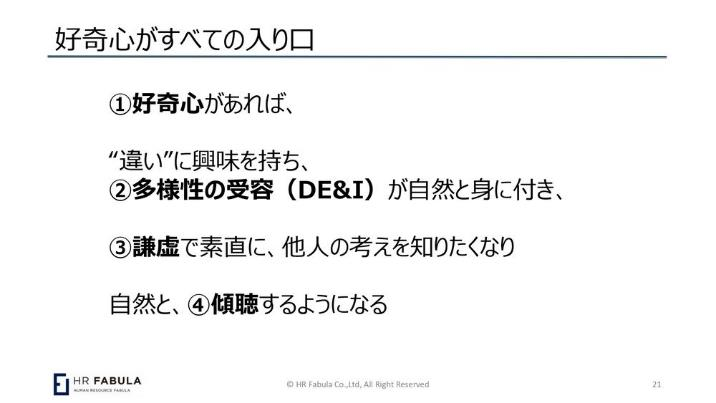 好奇心がすべての入り口
①好奇心があれば、
“違い”に興味を持ち、
②多様性の受容（DE&I）が自然と身に付き、
③謙虚で素直に、他人の考えを知りたくなり
自然と、④傾聴するようになる
HR FABULA
HUMAN RESOURCE FABULA
© HR Fabula Co.,Ltd, All Right Reserved
21